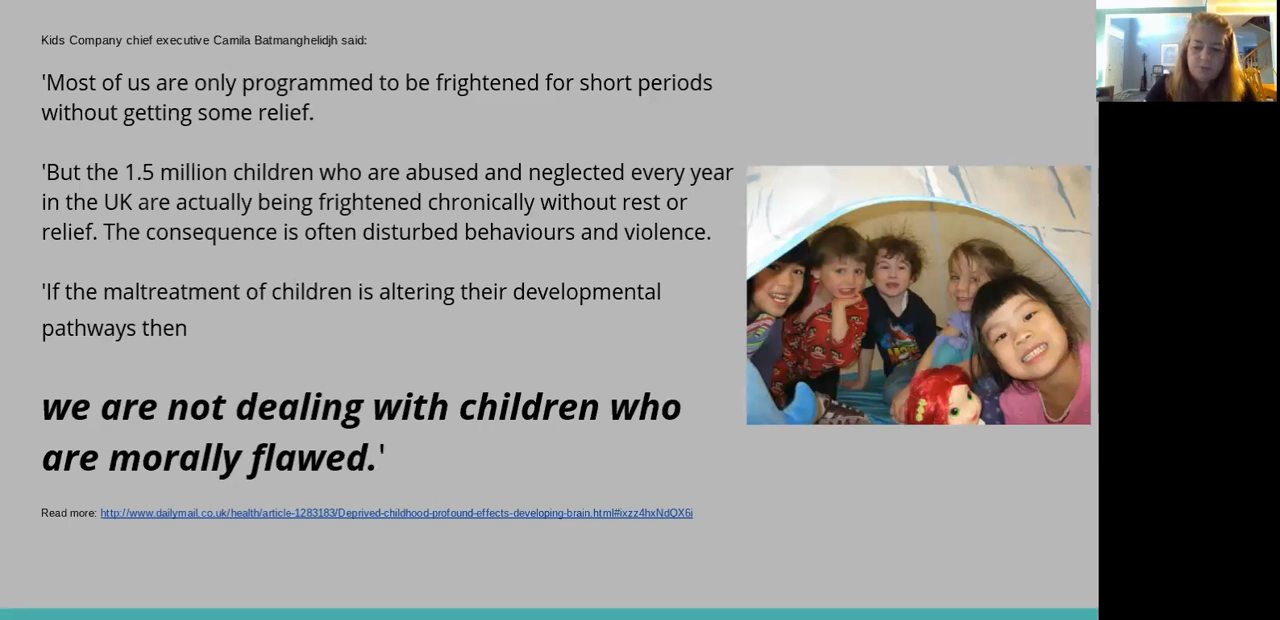 Kids Company chief executive Camila Batmanghelidjh said:
'Most of us are only programmed to be frightened for short periods
without getting some relief.
'But the 1.5 million children who are abused and neglected every year
in the UK are actually being frightened chronically without rest or
relief. The consequence is often disturbed behaviours and violence.
'If the maltreatment of children is altering their developmental
pathways then
we are not dealing with children who
are morally flawed.'
Read more: http://www.dailymail.co.uk/health/article-1283183/Deprived-childhood-profound-effects-developing-brain.html#ixzz4hxNdQX6i